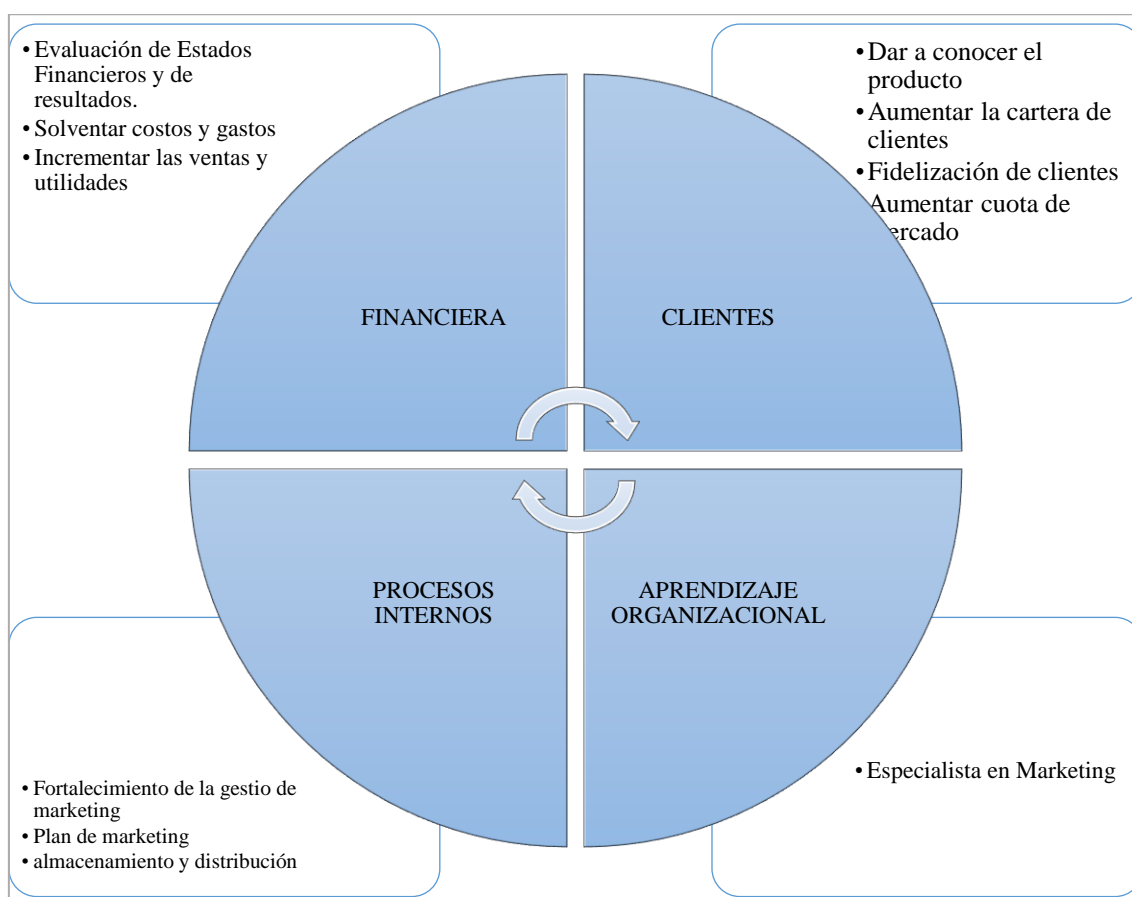 •Evaluación de Estados
Financieros y de
resultados.
•Solventar costos y gastos
•Incrementar las ventas y
utilidades
•Dar a conocer el
producto
•Aumentar la cartera de
clientes
•Fidelización de clientes
Aumentar cuota de
ercado
FINANCIERA
CLIENTES
PROCESOS
INTERNOS
APRENDIZAJE
ORGANIZACIONAL
• Fortalecimiento de la gestio de
marketing
• Plan de marketing
• almacenamiento y distribución
•Especialista en Marketing